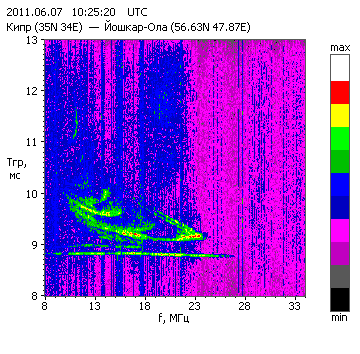 2011.06.07 10:25:20 UTC
Кипр (35N 34E) — Йошкар-Ола (56.63N 47.87E)
max
13
12
Tгр,
мс
11
10
9
8
min
8 13 18 23 28 33
f, МГц